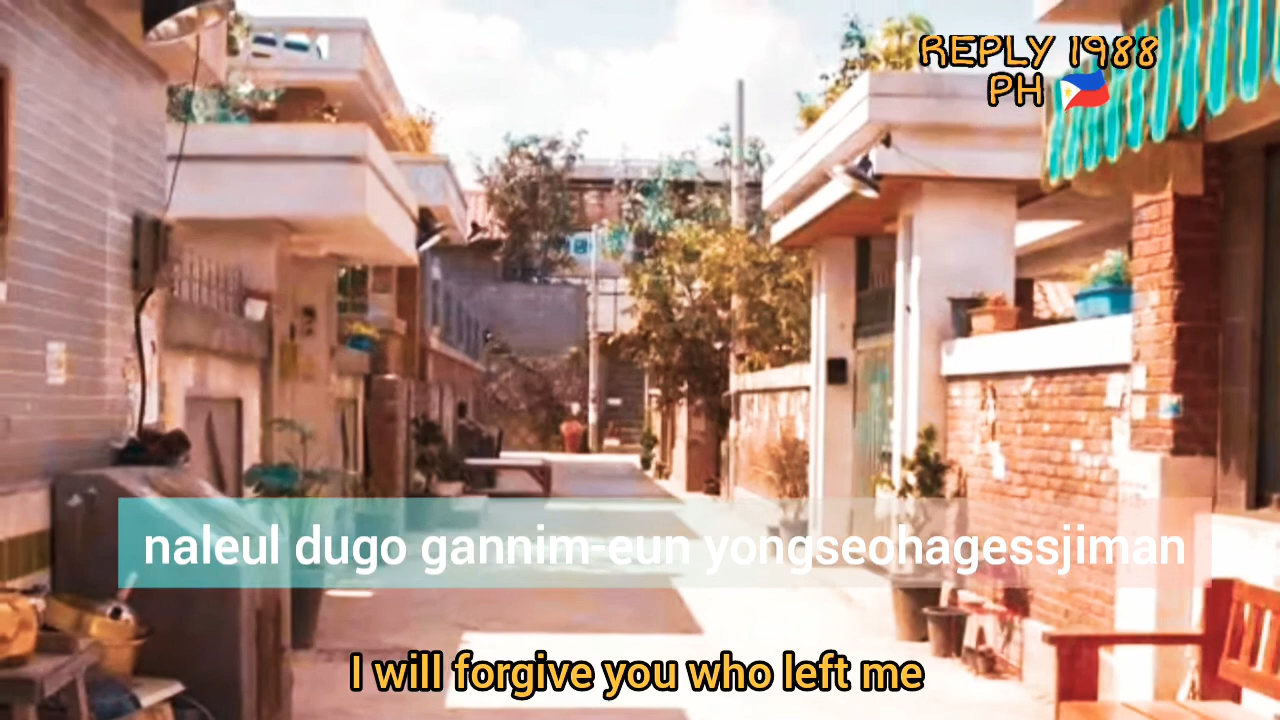 REPLY 1988
PH 🇵🇭
naleul dugo gannim-eun yongseohagessjiman
I will forgive you who left me